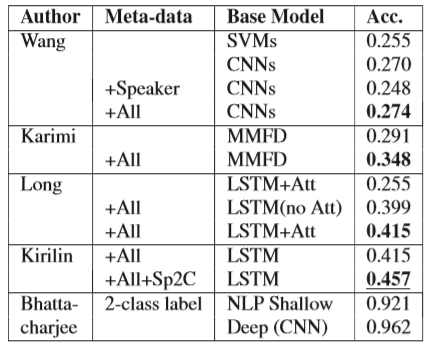 Author Meta-data Base Model Acc.
Wang SVMs 0.255
CNNs 0.270
+Speaker CNNs 0.248
+All CNNs 0.274
Karimi MMFD 0.291
+All MMFD 0.348
Long LSTM+Att 0.255
+All LSTM(no Att) 0.399
+All LSTM+Att 0.415
Kirilin +All LSTM 0.415
+All+Sp2C LSTM 0.457
Bhatta- 2-class label NLP Shallow 0.921
charjee Deep (CNN) 0.962